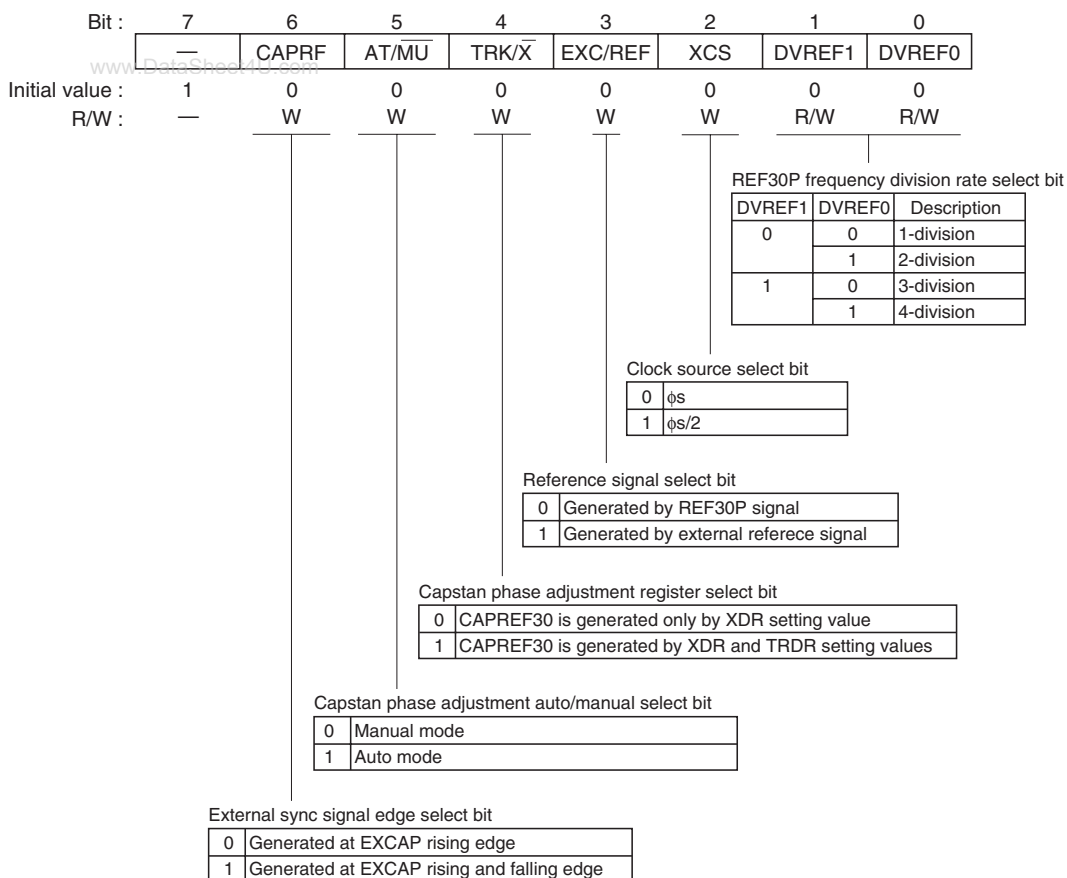 Bit : 7 6 5 4 3 2 1 0
— CAPRF AT/M̅U̅ TRK/X̅ EXC/REF XCS DVREF1 DVREF0
www.DataSheet4U.com
Initial value : 1 0 0 0 0 0 0 0
R/W : — W W W W W R/W R/W
REF30P frequency division rate select bit
DVREF1 DVREF0 Description
0 0 1-division
1 2-division
1 0 3-division
1 4-division
Clock source select bit
0 ϕs
1 ϕs/2
Reference signal select bit
0 Generated by REF30P signal
1 Generated by external referece signal
Capstan phase adjustment register select bit
0 CAPREF30 is generated only by XDR setting value
1 CAPREF30 is generated by XDR and TRDR setting values
Capstan phase adjustment auto/manual select bit
0 Manual mode
1 Auto mode
External sync signal edge select bit
0 Generated at EXCAP rising edge
1 Generated at EXCAP rising and falling edge